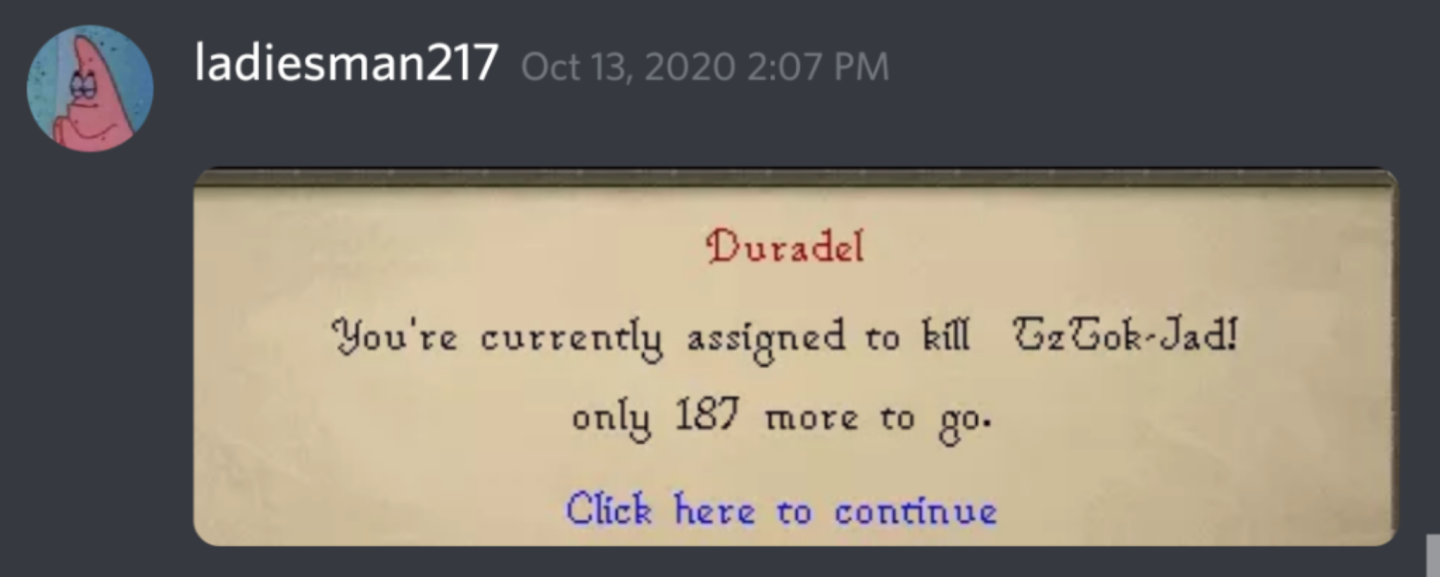 ladiesman217 Oct 13, 2020 2:07 PM
Duradel
You're currently assigned to kill TzTok-Jad!
only 187 more to go.
Click here to continue